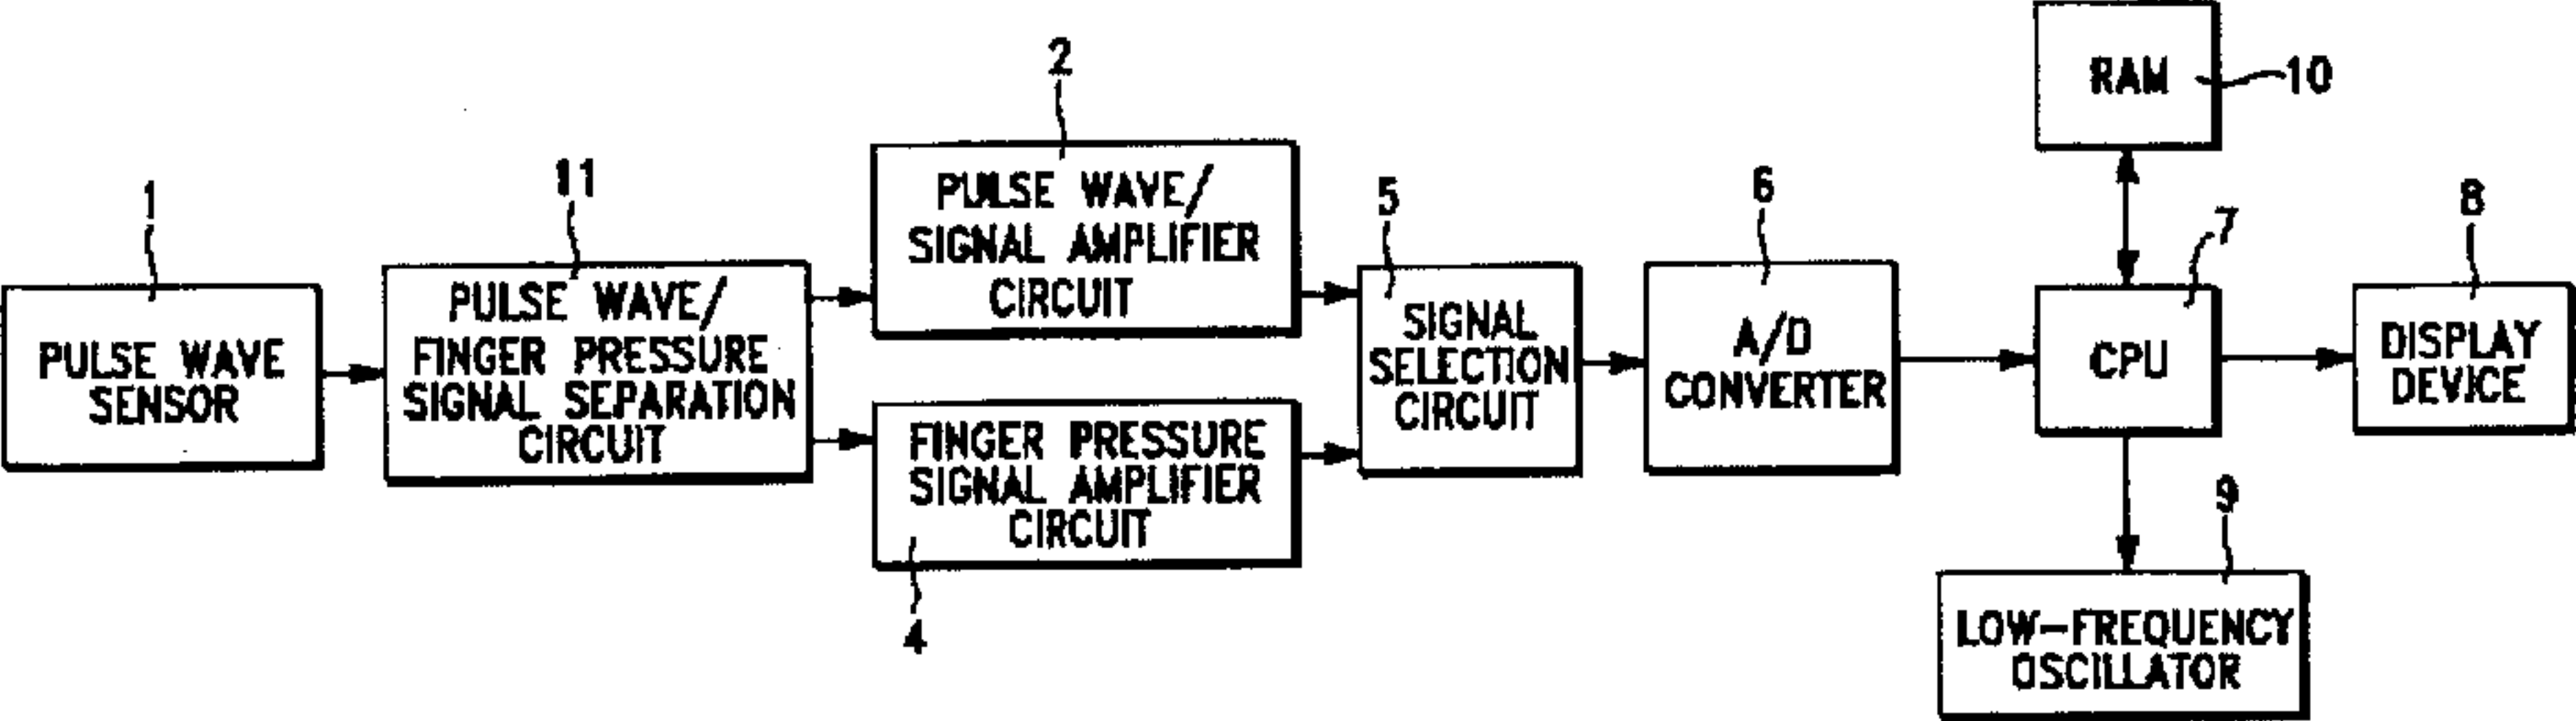 1
PULSE WAVE
SENSOR
11
PULSE WAVE/
FINGER PRESSURE
SIGNAL SEPARATION
CIRCUIT
2
PULSE WAVE/
SIGNAL AMPLIFIER
CIRCUIT
FINGER PRESSURE
SIGNAL AMPLIFIER
CIRCUIT
4
5
SIGNAL
SELECTION
CIRCUIT
6
A/D
CONVERTER
RAM
10
7
CPU
8
DISPLAY
DEVICE
9
LOW-FREQUENCY
OSCILLATOR